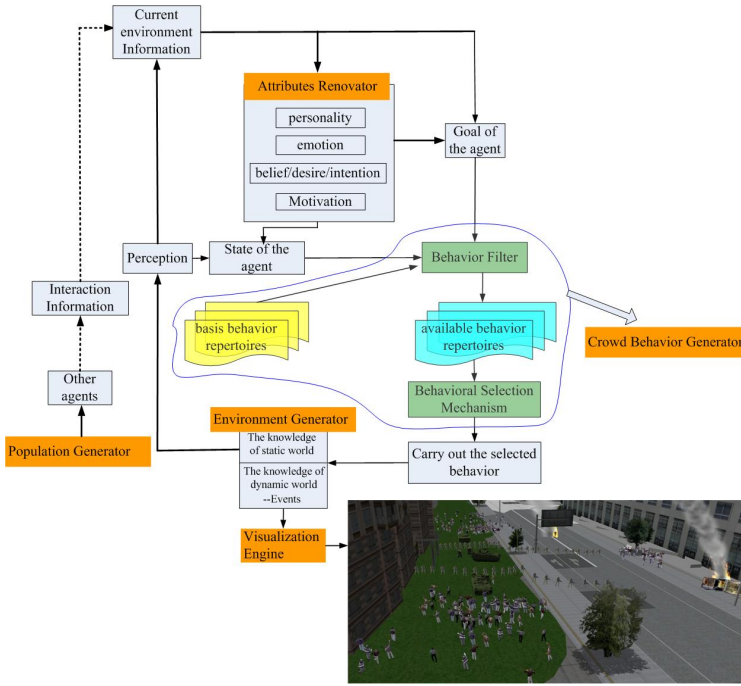 Current
environment
Information
Attributes Renovator
personality
emotion
belief/desire/intention
Motivation
Goal of
the agent
Perception
State of the
agent
Behavior Filter
Interaction
Information
basis behavior
repertoires
available behavior
repertoires
Crowd Behavior Generator
Other
agents
Behavioral Selection
Mechanism
Population Generator
Environment Generator
The knowledge
of static world
The knowledge of
dynamic world
--Events
Carry out the selected
behavior
Visualization
Engine